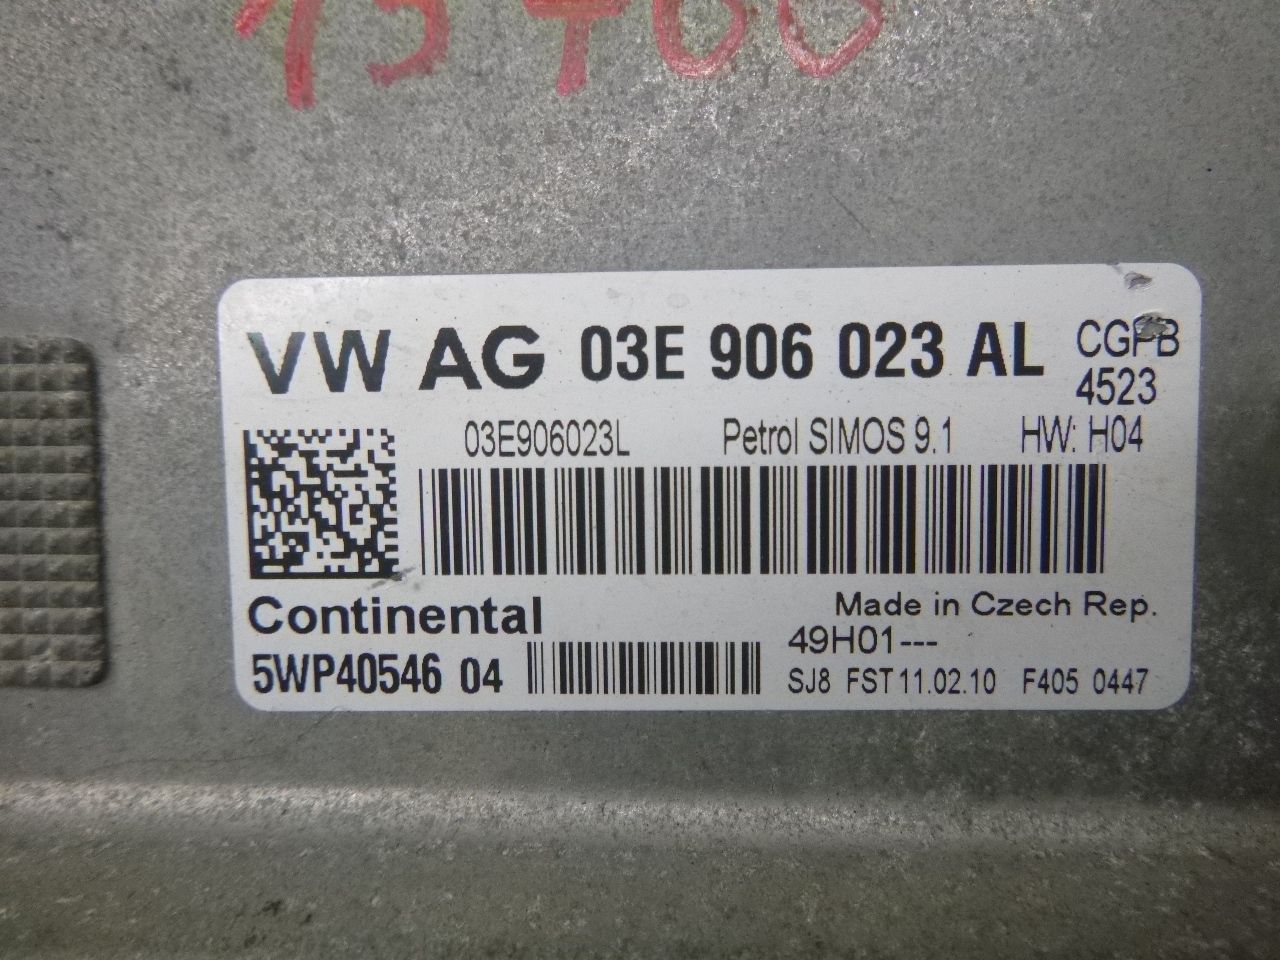 VW AG 03E 906 023 AL CGPB
4523
03E906023L Petrol SIMOS 9.1 HW: H04
Continental Made in Czech Rep.
49H01---
5WP40546 04 SJ8 FST 11.02.10 F405 0447